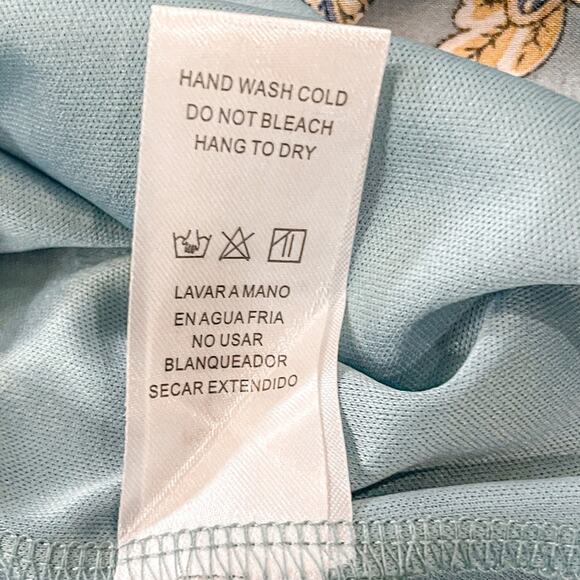 HAND WASH COLD
DO NOT BLEACH
HANG TO DRY
LAVAR A MANO
EN AGUA FRIA
NO USAR
BLANQUEADOR
SECAR EXTENDIDO